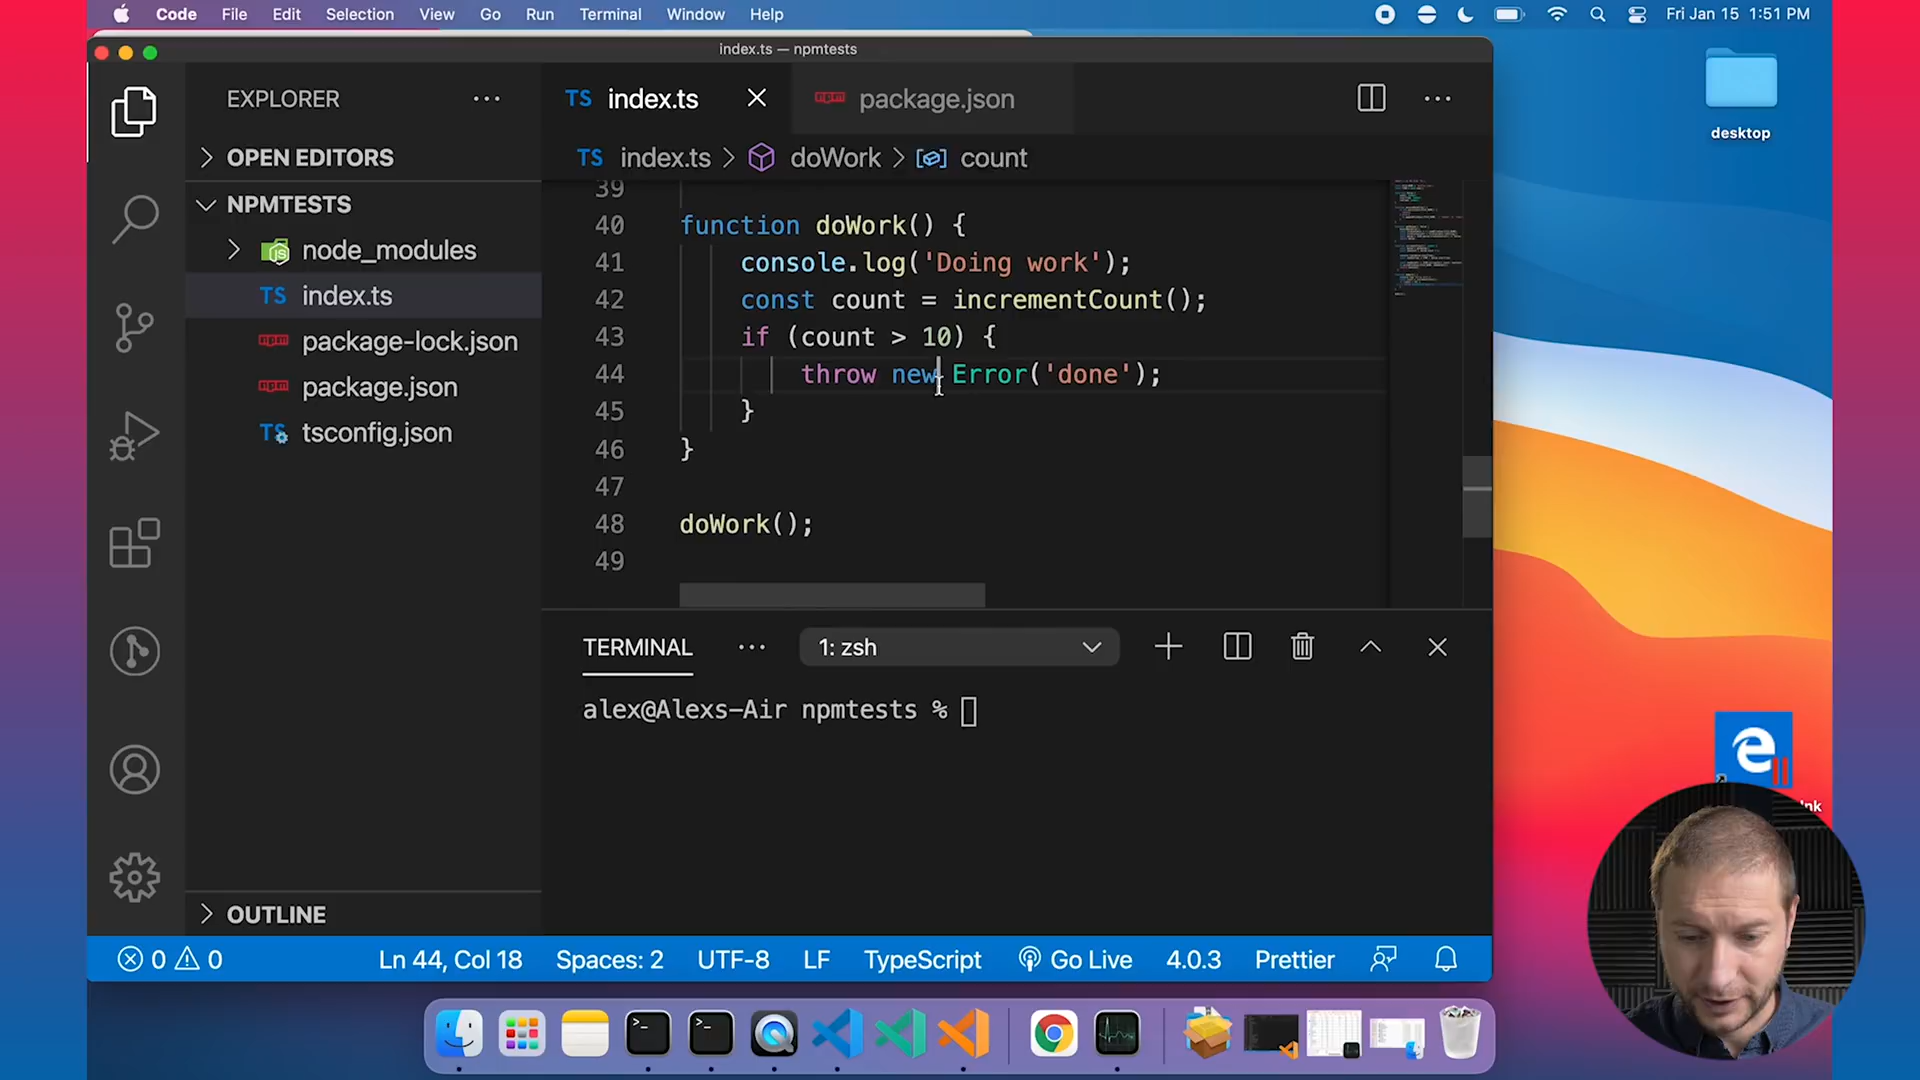 Code File Edit Selection View Go Run Terminal Window Help Fri Jan 15 1:51 PM
index.ts — npmtests
EXPLORER
OPEN EDITORS
NPMTESTS
node_modules
index.ts
package-lock.json
package.json
tsconfig.json
OUTLINE
TS index.ts
npm package.json
TS index.ts > doWork > count
39
40 function doWork() {
41 console.log('Doing work');
42 const count = incrementCount();
43 if (count > 10) {
44 throw new Error('done');
45 }
46 }
47
48 doWork();
49
TERMINAL ··· 1: zsh
alex@Alexs-Air npmtests %
0 0 Ln 44, Col 18 Spaces: 2 UTF-8 LF TypeScript Go Live 4.0.3 Prettier
desktop